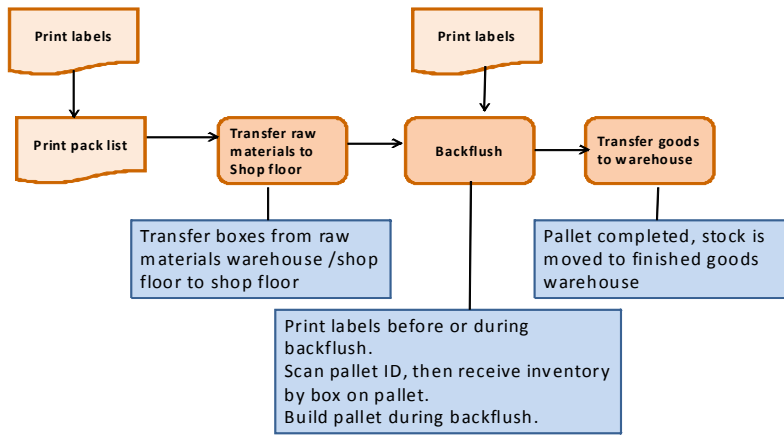 Print labels
Print labels
Print pack list
Transfer raw
materials to
Shop floor
Backflush
Transfer goods
to warehouse
Transfer boxes from raw
materials warehouse /shop
floor to shop floor
Pallet completed, stock is
moved to finished goods
warehouse
Print labels before or during
backflush.
Scan pallet ID, then receive inventory
by box on pallet.
Build pallet during backflush.